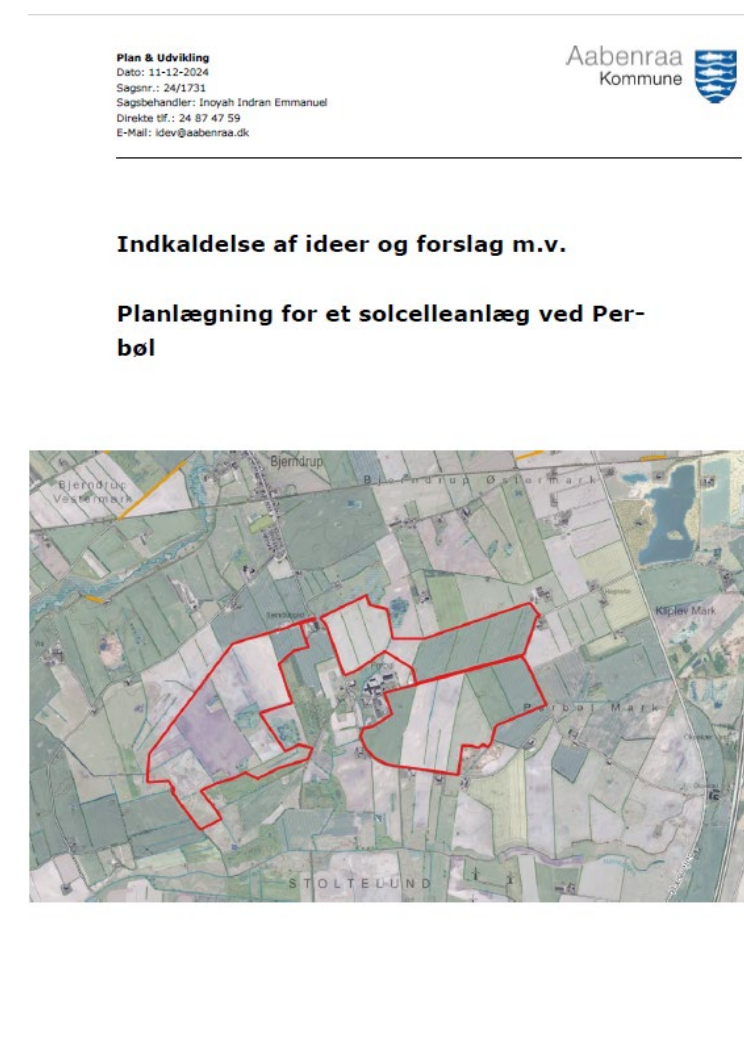 Plan & Udvikling
Dato: 11-12-2024
Sagsnr.: 24/1731
Sagsbehandler: Inoyah Indran Emmanuel
Direkte tlf.: 24 87 47 59
E-Mail: idev@aabenraa.dk
Aabenraa
Kommune
Indkaldelse af ideer og forslag m.v.
Planlægning for et solcelleanlæg ved Per-
bøl
Bjerndrup
Bjerndrup
Vestermark
Bjerndrup Østermark
Kliplev Mark
Perbøl
Perbøl Mark
STOLTELUND